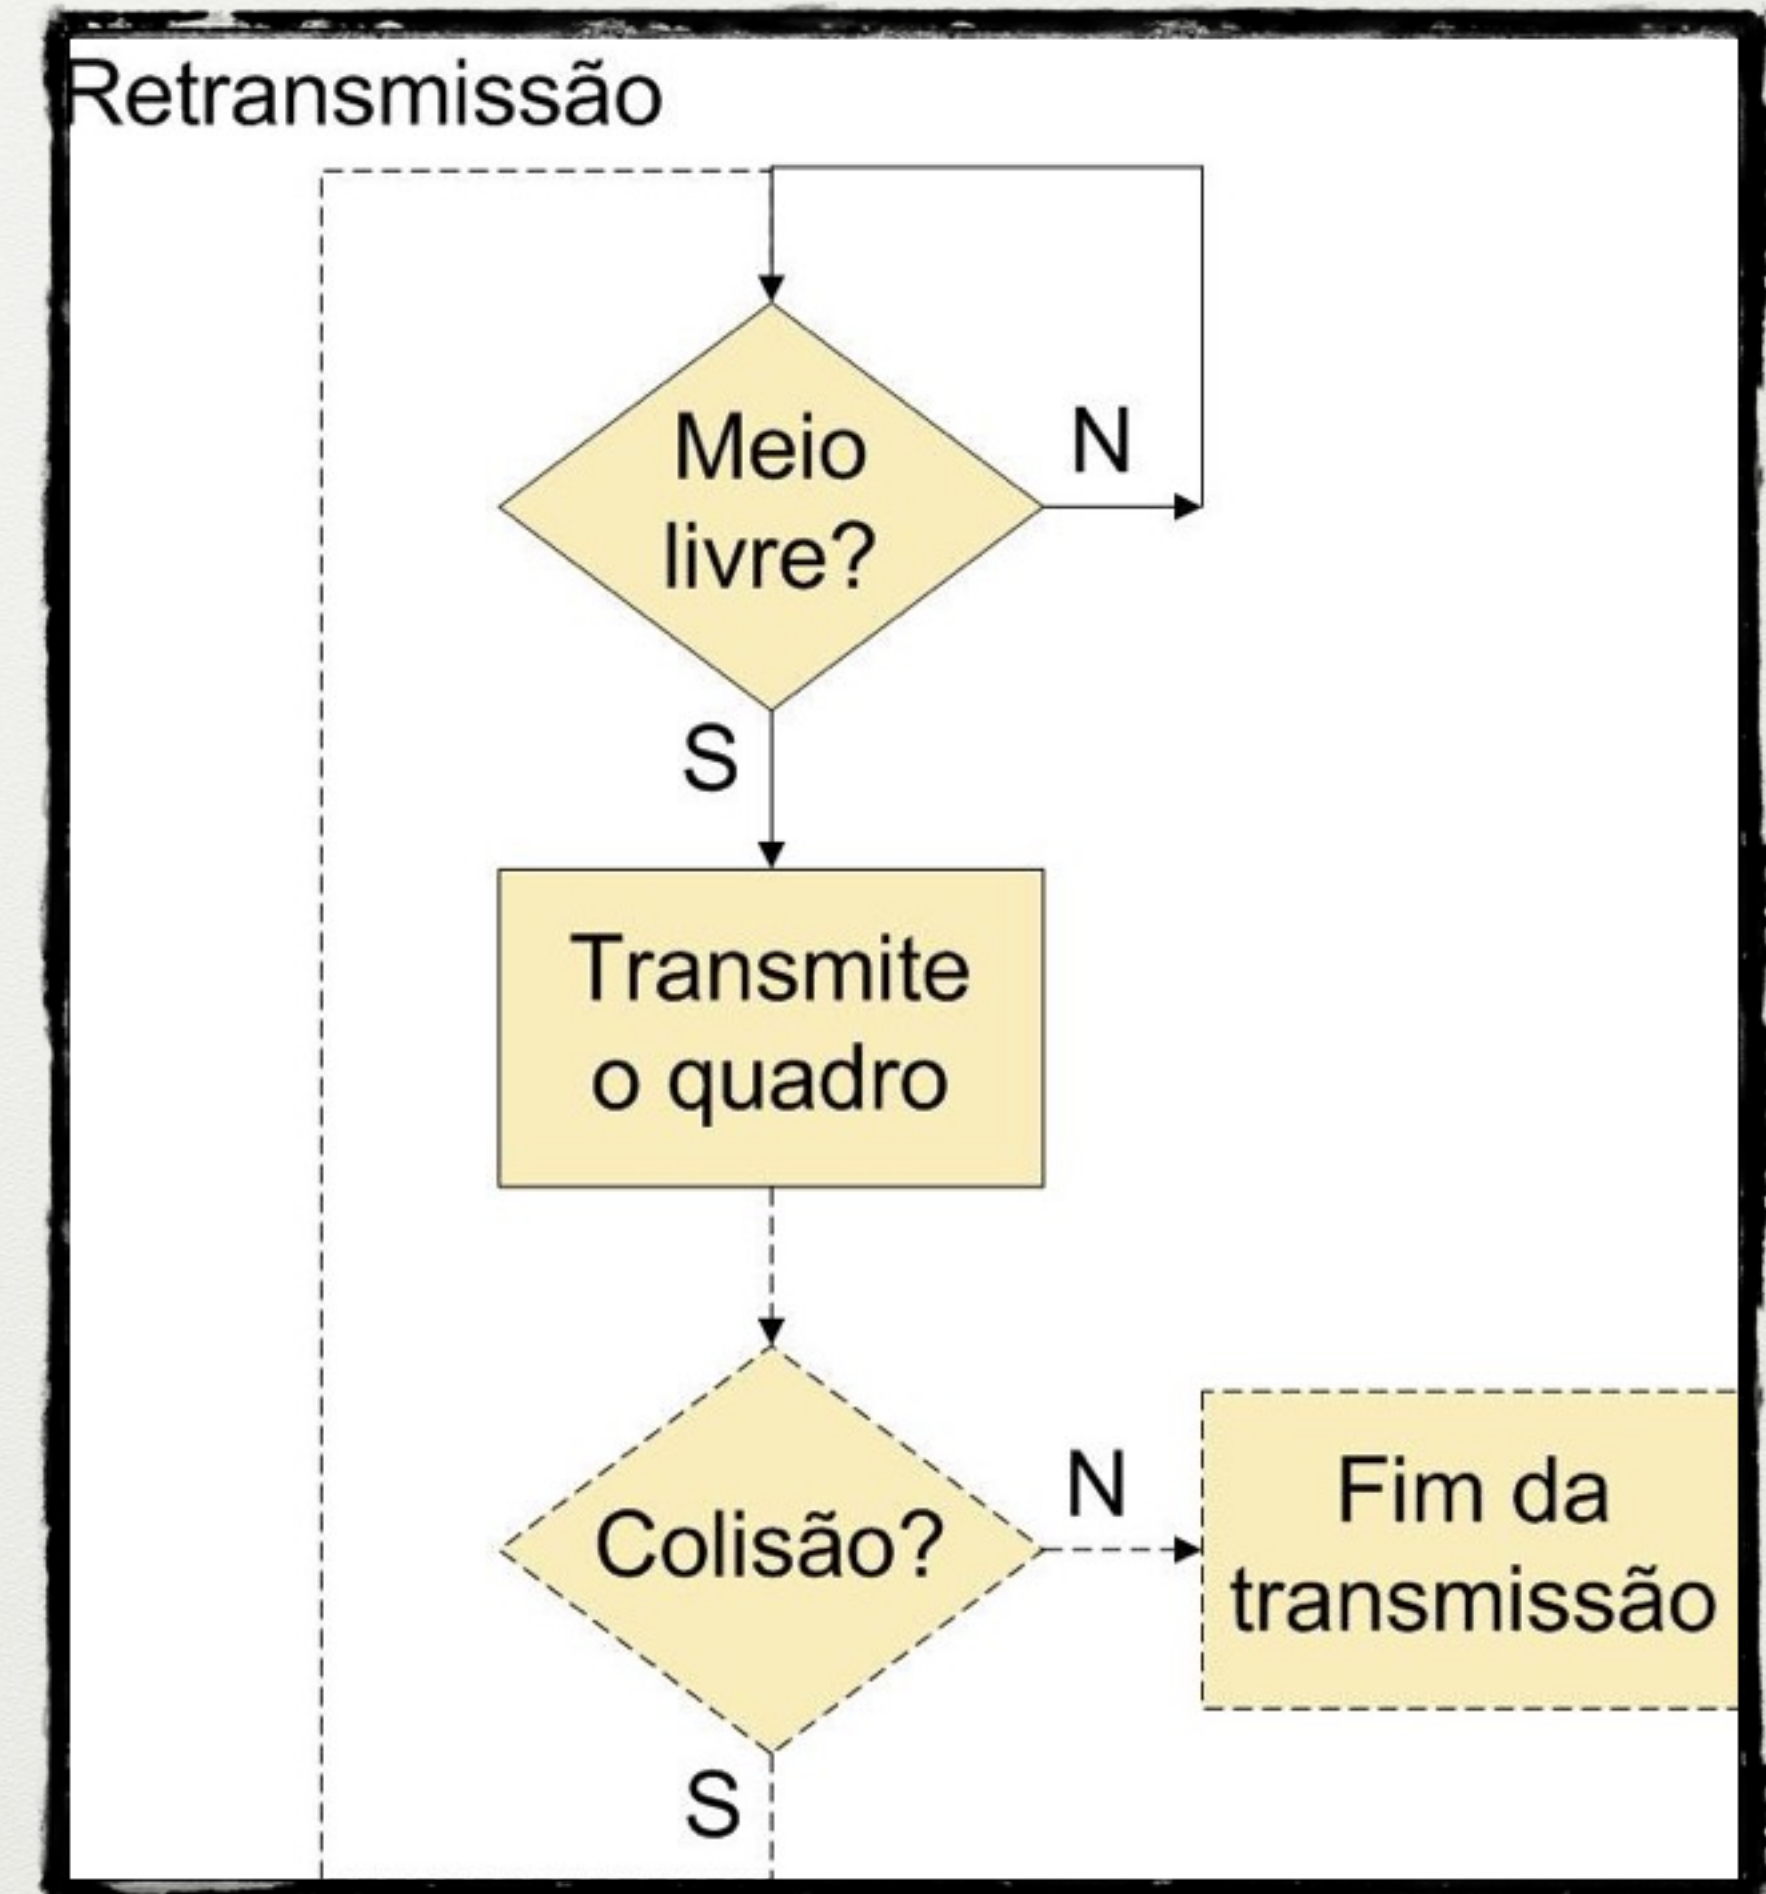 Retransmissão
Meio
livre?
N
S
Transmite
o quadro
Colisão?
N
Fim da
transmissão
S